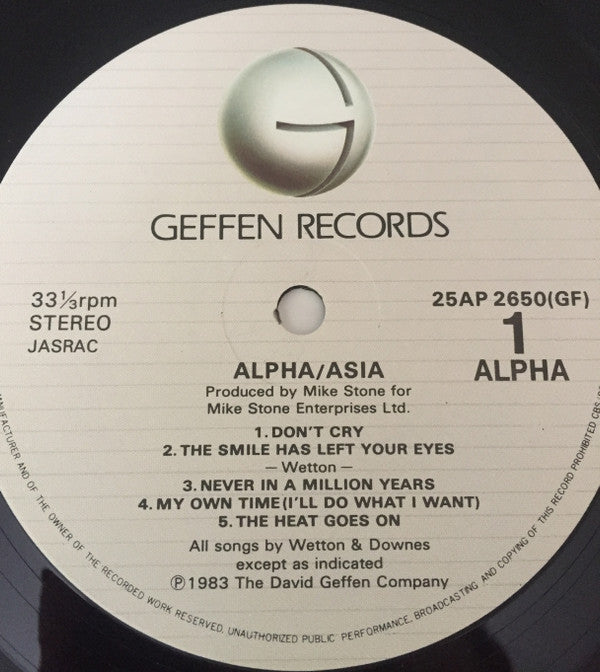 GEFFEN RECORDS
33⅓rpm
STEREO
JASRAC
25AP 2650(GF)
1
ALPHA
ALPHA/ASIA
Produced by Mike Stone for
Mike Stone Enterprises Ltd.
1. DON'T CRY
2. THE SMILE HAS LEFT YOUR EYES
— Wetton —
3. NEVER IN A MILLION YEARS
4. MY OWN TIME (I'LL DO WHAT I WANT)
5. THE HEAT GOES ON
All songs by Wetton & Downes
except as indicated
Ⓟ1983 The David Geffen Company
MANUFACTURER AND OF THE OWNER OF THE RECORDED WORK RESERVED. UNAUTHORIZED PUBLIC PERFORMANCE, BROADCASTING AND COPYING OF THIS RECORD PROHIBITED CBS